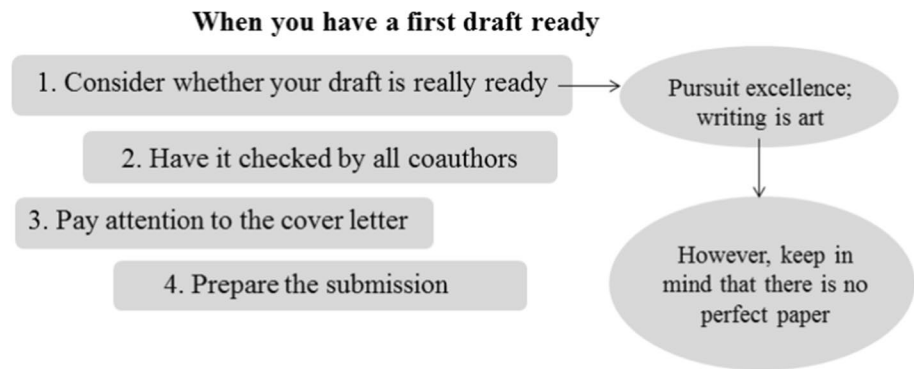 When you have a first draft ready
1. Consider whether your draft is really ready
Pursuit excellence;
writing is art
2. Have it checked by all coauthors
3. Pay attention to the cover letter
4. Prepare the submission
However, keep in
mind that there is no
perfect paper